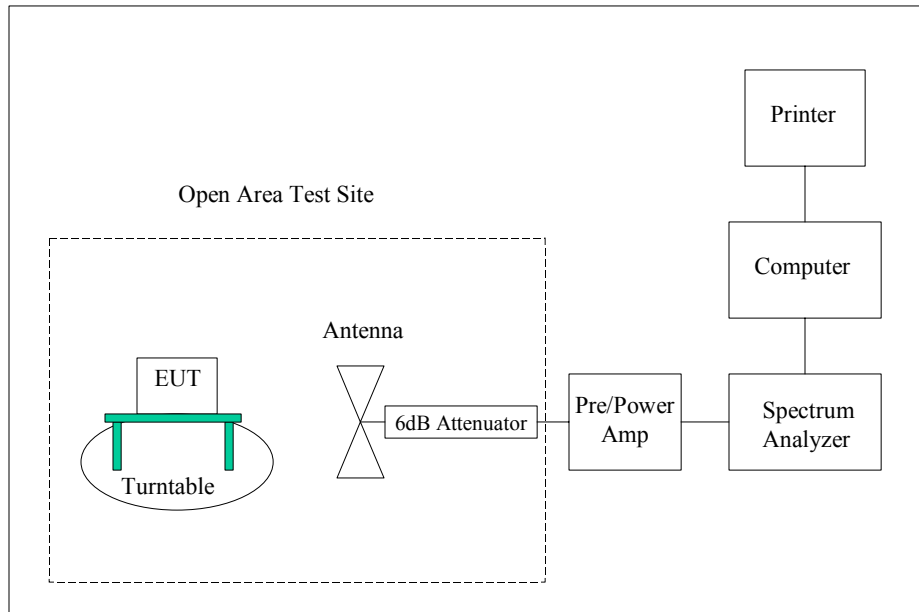 Printer
Open Area Test Site
Computer
Antenna
EUT
6dB Attenuator
Pre/Power
Amp
Spectrum
Analyzer
Turntable